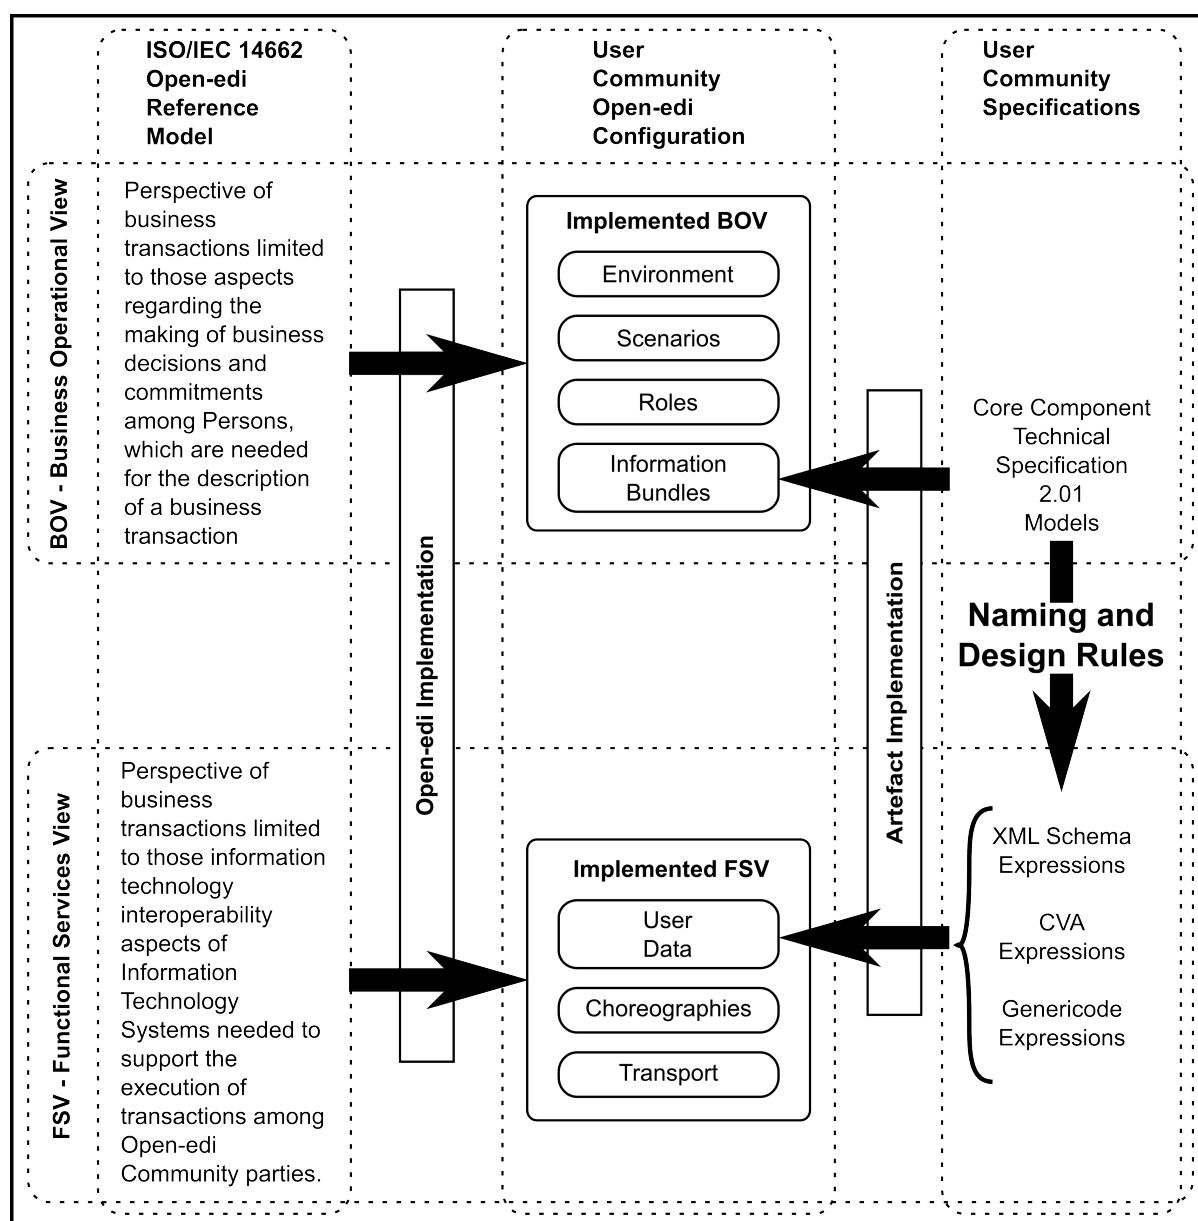 ISO/IEC 14662
Open-edi
Reference
Model
User
Community
Open-edi
Configuration
User
Community
Specifications
BOV - Business Operational View
Perspective of
business
transactions limited
to those aspects
regarding the
making of business
decisions and
commitments
among Persons,
which are needed
for the description
of a business
transaction
Open-edi Implementation
Implemented BOV
Environment
Scenarios
Roles
Information
Bundles
Artefact Implementation
Core Component
Technical
Specification
2.01
Models
Naming and
Design Rules
FSV - Functional Services View
Perspective of
business
transactions limited
to those information
technology
interoperability
aspects of
Information
Technology
Systems needed to
support the
execution of
transactions among
Open-edi
Community parties.
Implemented FSV
User
Data
Choreographies
Transport
XML Schema
Expressions
CVA
Expressions
Genericode
Expressions